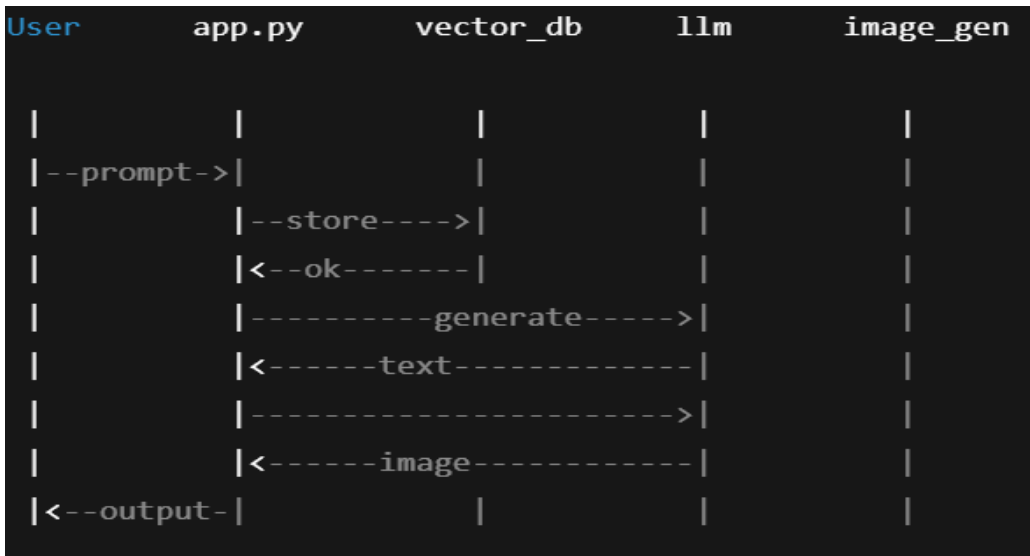 User app.py vector_db llm image_gen
| | | | |
|--prompt->| | | |
| |--store---->| | |
| |<--ok-------| | |
| |----------generate----->| |
| |<------text-------------| |
| |----------------------->| |
| |<------image------------| |
|<--output-| | | |